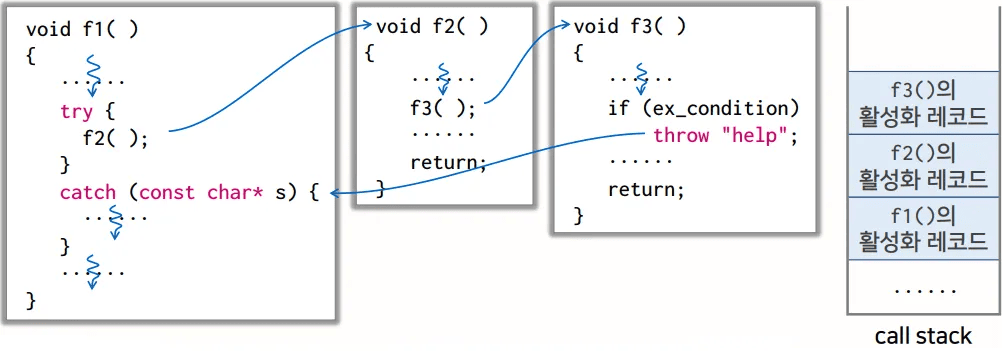 void f1( )
{
......
try {
f2( );
}
catch (const char* s) {
......
}
......
}
void f2( )
{
......
f3( );
......
return;
}
void f3( )
{
......
if (ex_condition)
throw "help";
......
return;
}
f3()의
활성화 레코드
f2()의
활성화 레코드
f1()의
활성화 레코드
......
call stack